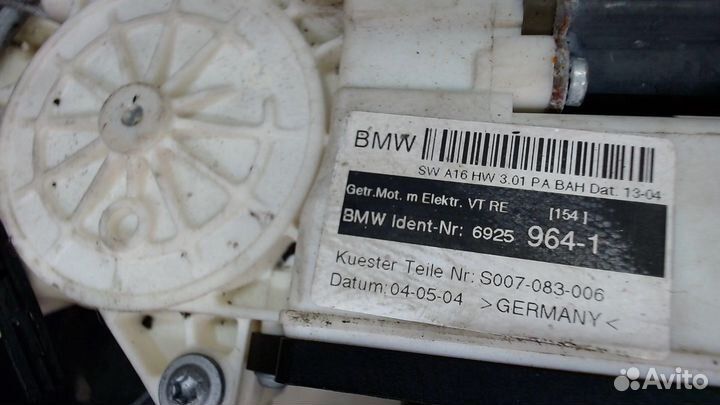 BMW
SW A16 HW 3.01 PA BAH Dat. 13-04
Getr.Mot. m Elektr. VT RE [154]
BMW Ident-Nr: 6925 964-1
Kuester Teile Nr: S007-083-006
Datum: 04-05-04 >GERMANY<
Avito